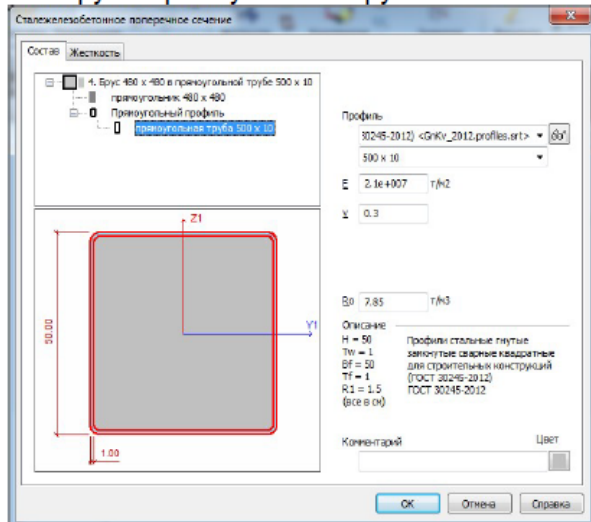 Сталежелезобетонное поперечное сечение
Состав
Жесткость
4. Брус 480 x 480 в прямоугольной трубе 500 x 10
прямоугольник 480 x 480
Прямоугольный профиль
прямоугольная труба 500 x 10
Профиль
30245-2012) <GnKv_2012.profiles.srt>
500 x 10
E 2.1e+007 т/м2
ν 0.3
Ro 7.85 т/м3
Описание
H = 50
Tw = 1
Bf = 50
Tf = 1
R1 = 1.5
(все в см)
Профили стальные гнутые
замкнутые сварные квадратные
для строительных конструкций
(ГОСТ 30245-2012)
ГОСТ 30245-2012
Комментарий
Цвет
Z1
Y1
50.00
1.00
OK
Отмена
Справка